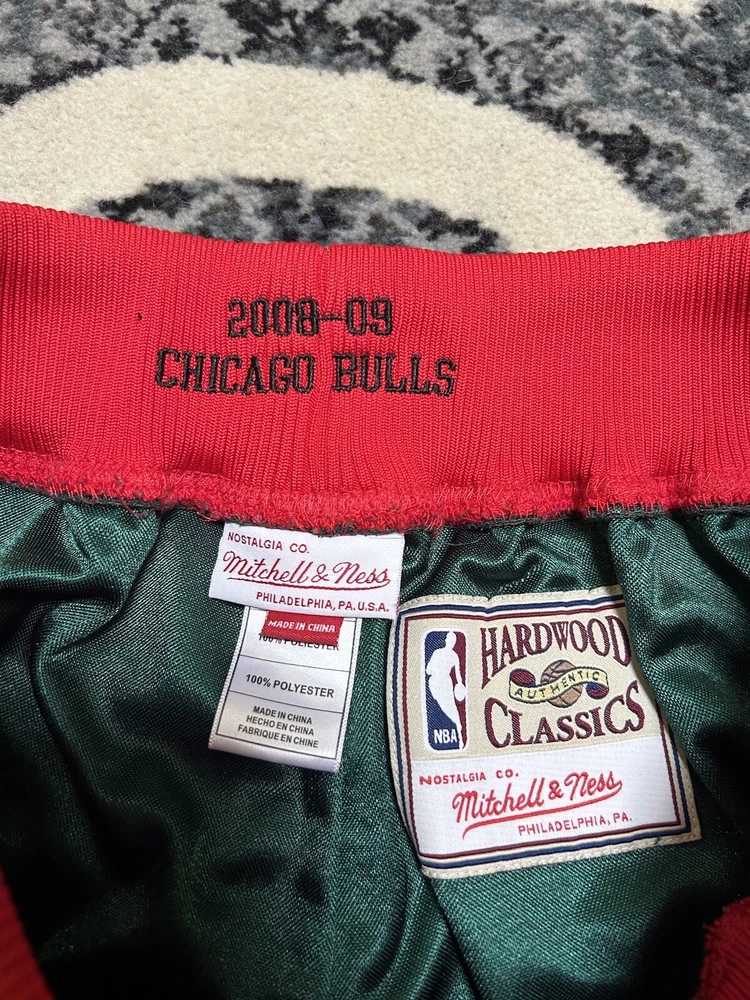 2008-09
CHICAGO BULLS
NOSTALGIA CO.
Mitchell & Ness
PHILADELPHIA, PA. U.S.A.
MADE IN CHINA
100% POLIESTER
100% POLYESTER
MADE IN CHINA
HECHO EN CHINA
FABRIQUE EN CHINE
HARDWOOD
AUTHENTIC
CLASSICS
NBA
NOSTALGIA CO.
Mitchell & Ness
PHILADELPHIA, PA.